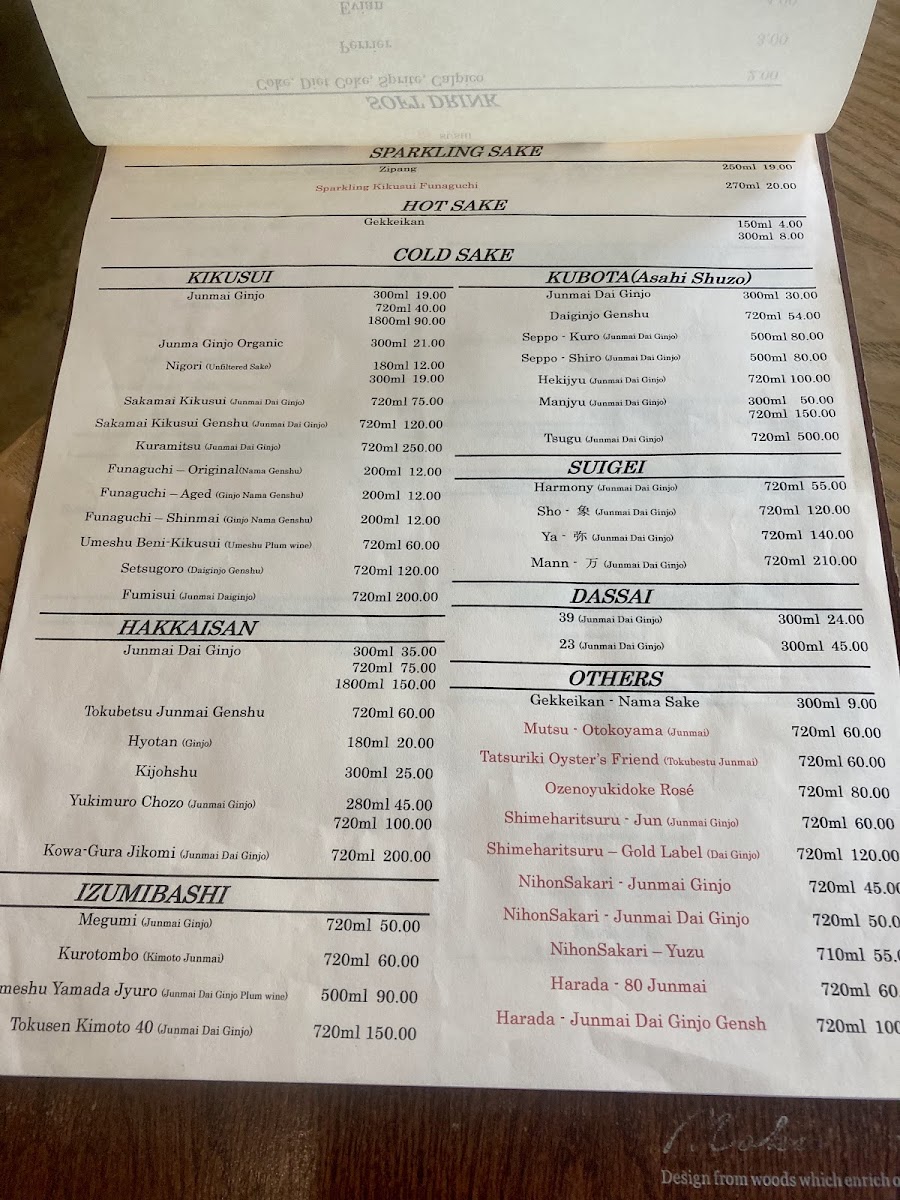 Evian
Perrier 3.00
Coke, Diet Coke, Sprite, Calpico 2.00
SOFT DRINK
SUSHI
SPARKLING SAKE
Zipang 250ml 19.00
Sparkling Kikusui Funaguchi 270ml 20.00
HOT SAKE
Gekkeikan 150ml 4.00
300ml 8.00
COLD SAKE
KIKUSUI
Junmai Ginjo 300ml 19.00
720ml 40.00
1800ml 90.00
Junma Ginjo Organic 300ml 21.00
Nigori (Unfiltered Sake) 180ml 12.00
300ml 19.00
Sakamai Kikusui (Junmai Dai Ginjo) 720ml 75.00
Sakamai Kikusui Genshu (Junmai Dai Ginjo) 720ml 120.00
Kuramitsu (Junmai Dai Ginjo) 720ml 250.00
Funaguchi – Original(Nama Genshu) 200ml 12.00
Funaguchi – Aged (Ginjo Nama Genshu) 200ml 12.00
Funaguchi – Shinmai (Ginjo Nama Genshu) 200ml 12.00
Umeshu Beni-Kikusui (Umeshu Plum wine) 720ml 60.00
Setsugoro (Daiginjo Genshu) 720ml 120.00
Fumisui (Junmai Daiginjo) 720ml 200.00
HAKKAISAN
Junmai Dai Ginjo 300ml 35.00
720ml 75.00
1800ml 150.00
Tokubetsu Junmai Genshu 720ml 60.00
Hyotan (Ginjo) 180ml 20.00
Kijohshu 300ml 25.00
Yukimuro Chozo (Junmai Ginjo) 280ml 45.00
720ml 100.00
Kowa-Gura Jikomi (Junmai Dai Ginjo) 720ml 200.00
IZUMIBASHI
Megumi (Junmai Ginjo) 720ml 50.00
Kurotombo (Kimoto Junmai) 720ml 60.00
meshu Yamada Jyuro (Junmai Dai Ginjo Plum wine) 500ml 90.00
Tokusen Kimoto 40 (Junmai Dai Ginjo) 720ml 150.00
KUBOTA(Asahi Shuzo)
Junmai Dai Ginjo 300ml 30.00
Daiginjo Genshu 720ml 54.00
Seppo - Kuro (Junmai Dai Ginjo) 500ml 80.00
Seppo - Shiro (Junmai Dai Ginjo) 500ml 80.00
Hekijyu (Junmai Dai Ginjo) 720ml 100.00
Manjyu (Junmai Dai Ginjo) 300ml 50.00
720ml 150.00
Tsugu (Junmai Dai Ginjo) 720ml 500.00
SUIGEI
Harmony (Junmai Dai Ginjo) 720ml 55.00
Sho - 象 (Junmai Dai Ginjo) 720ml 120.00
Ya - 弥 (Junmai Dai Ginjo) 720ml 140.00
Mann - 万 (Junmai Dai Ginjo) 720ml 210.00
DASSAI
39 (Junmai Dai Ginjo) 300ml 24.00
23 (Junmai Dai Ginjo) 300ml 45.00
OTHERS
Gekkeikan - Nama Sake 300ml 9.00
Mutsu - Otokoyama (Junmai) 720ml 60.00
Tatsuriki Oyster's Friend (Tokubestu Junmai) 720ml 60.00
Ozenoyukidoke Rosé 720ml 80.00
Shimeharitsuru - Jun (Junmai Ginjo) 720ml 60.00
Shimeharitsuru – Gold Label (Dai Ginjo) 720ml 120.00
NihonSakari - Junmai Ginjo 720ml 45.00
NihonSakari - Junmai Dai Ginjo 720ml 50.0
NihonSakari – Yuzu 710ml 55.
Harada - 80 Junmai 720ml 60
Harada - Junmai Dai Ginjo Gensh 720ml 100
Design from woods which enrich